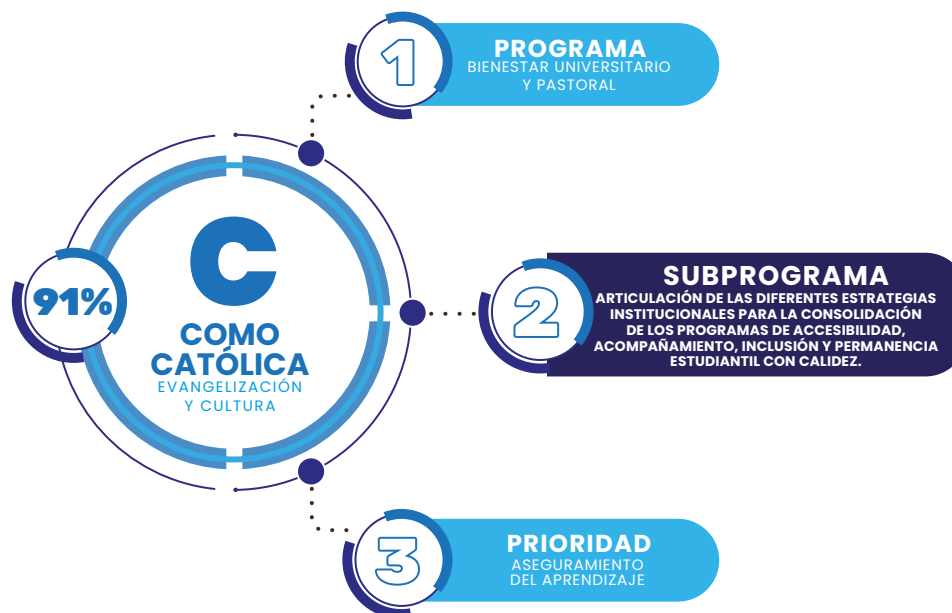 1
PROGRAMA
BIENESTAR UNIVERSITARIO
Y PASTORAL
91%
C
COMO
CATÓLICA
EVANGELIZACIÓN
Y CULTURA
2
SUBPROGRAMA
ARTICULACIÓN DE LAS DIFERENTES ESTRATEGIAS
INSTITUCIONALES PARA LA CONSOLIDACIÓN
DE LOS PROGRAMAS DE ACCESIBILIDAD,
ACOMPAÑAMIENTO, INCLUSIÓN Y PERMANENCIA
ESTUDIANTIL CON CALIDEZ.
3
PRIORIDAD
ASEGURAMIENTO
DEL APRENDIZAJE